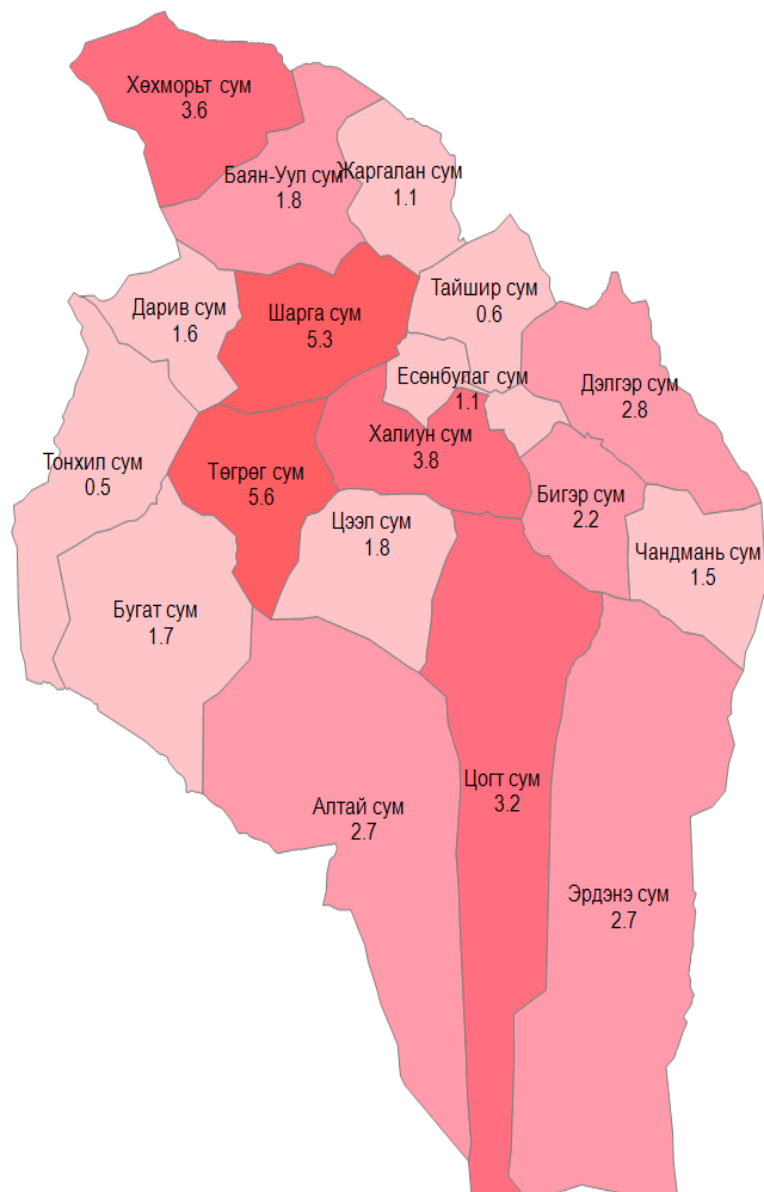 Хөхморьт сум
3.6
Баян-Уул сум
1.8
Жаргалан сум
1.1
Тайшир сум
0.6
Дарив сум
1.6
Шарга сум
5.3
Есөнбулаг сум
1.1
Дэлгэр сум
2.8
Халиун сум
3.8
Тонхил сум
0.5
Төгрөг сум
5.6
Бигэр сум
2.2
Цээл сум
1.8
Чандмань сум
1.5
Бугат сум
1.7
Цогт сум
3.2
Алтай сум
2.7
Эрдэнэ сум
2.7